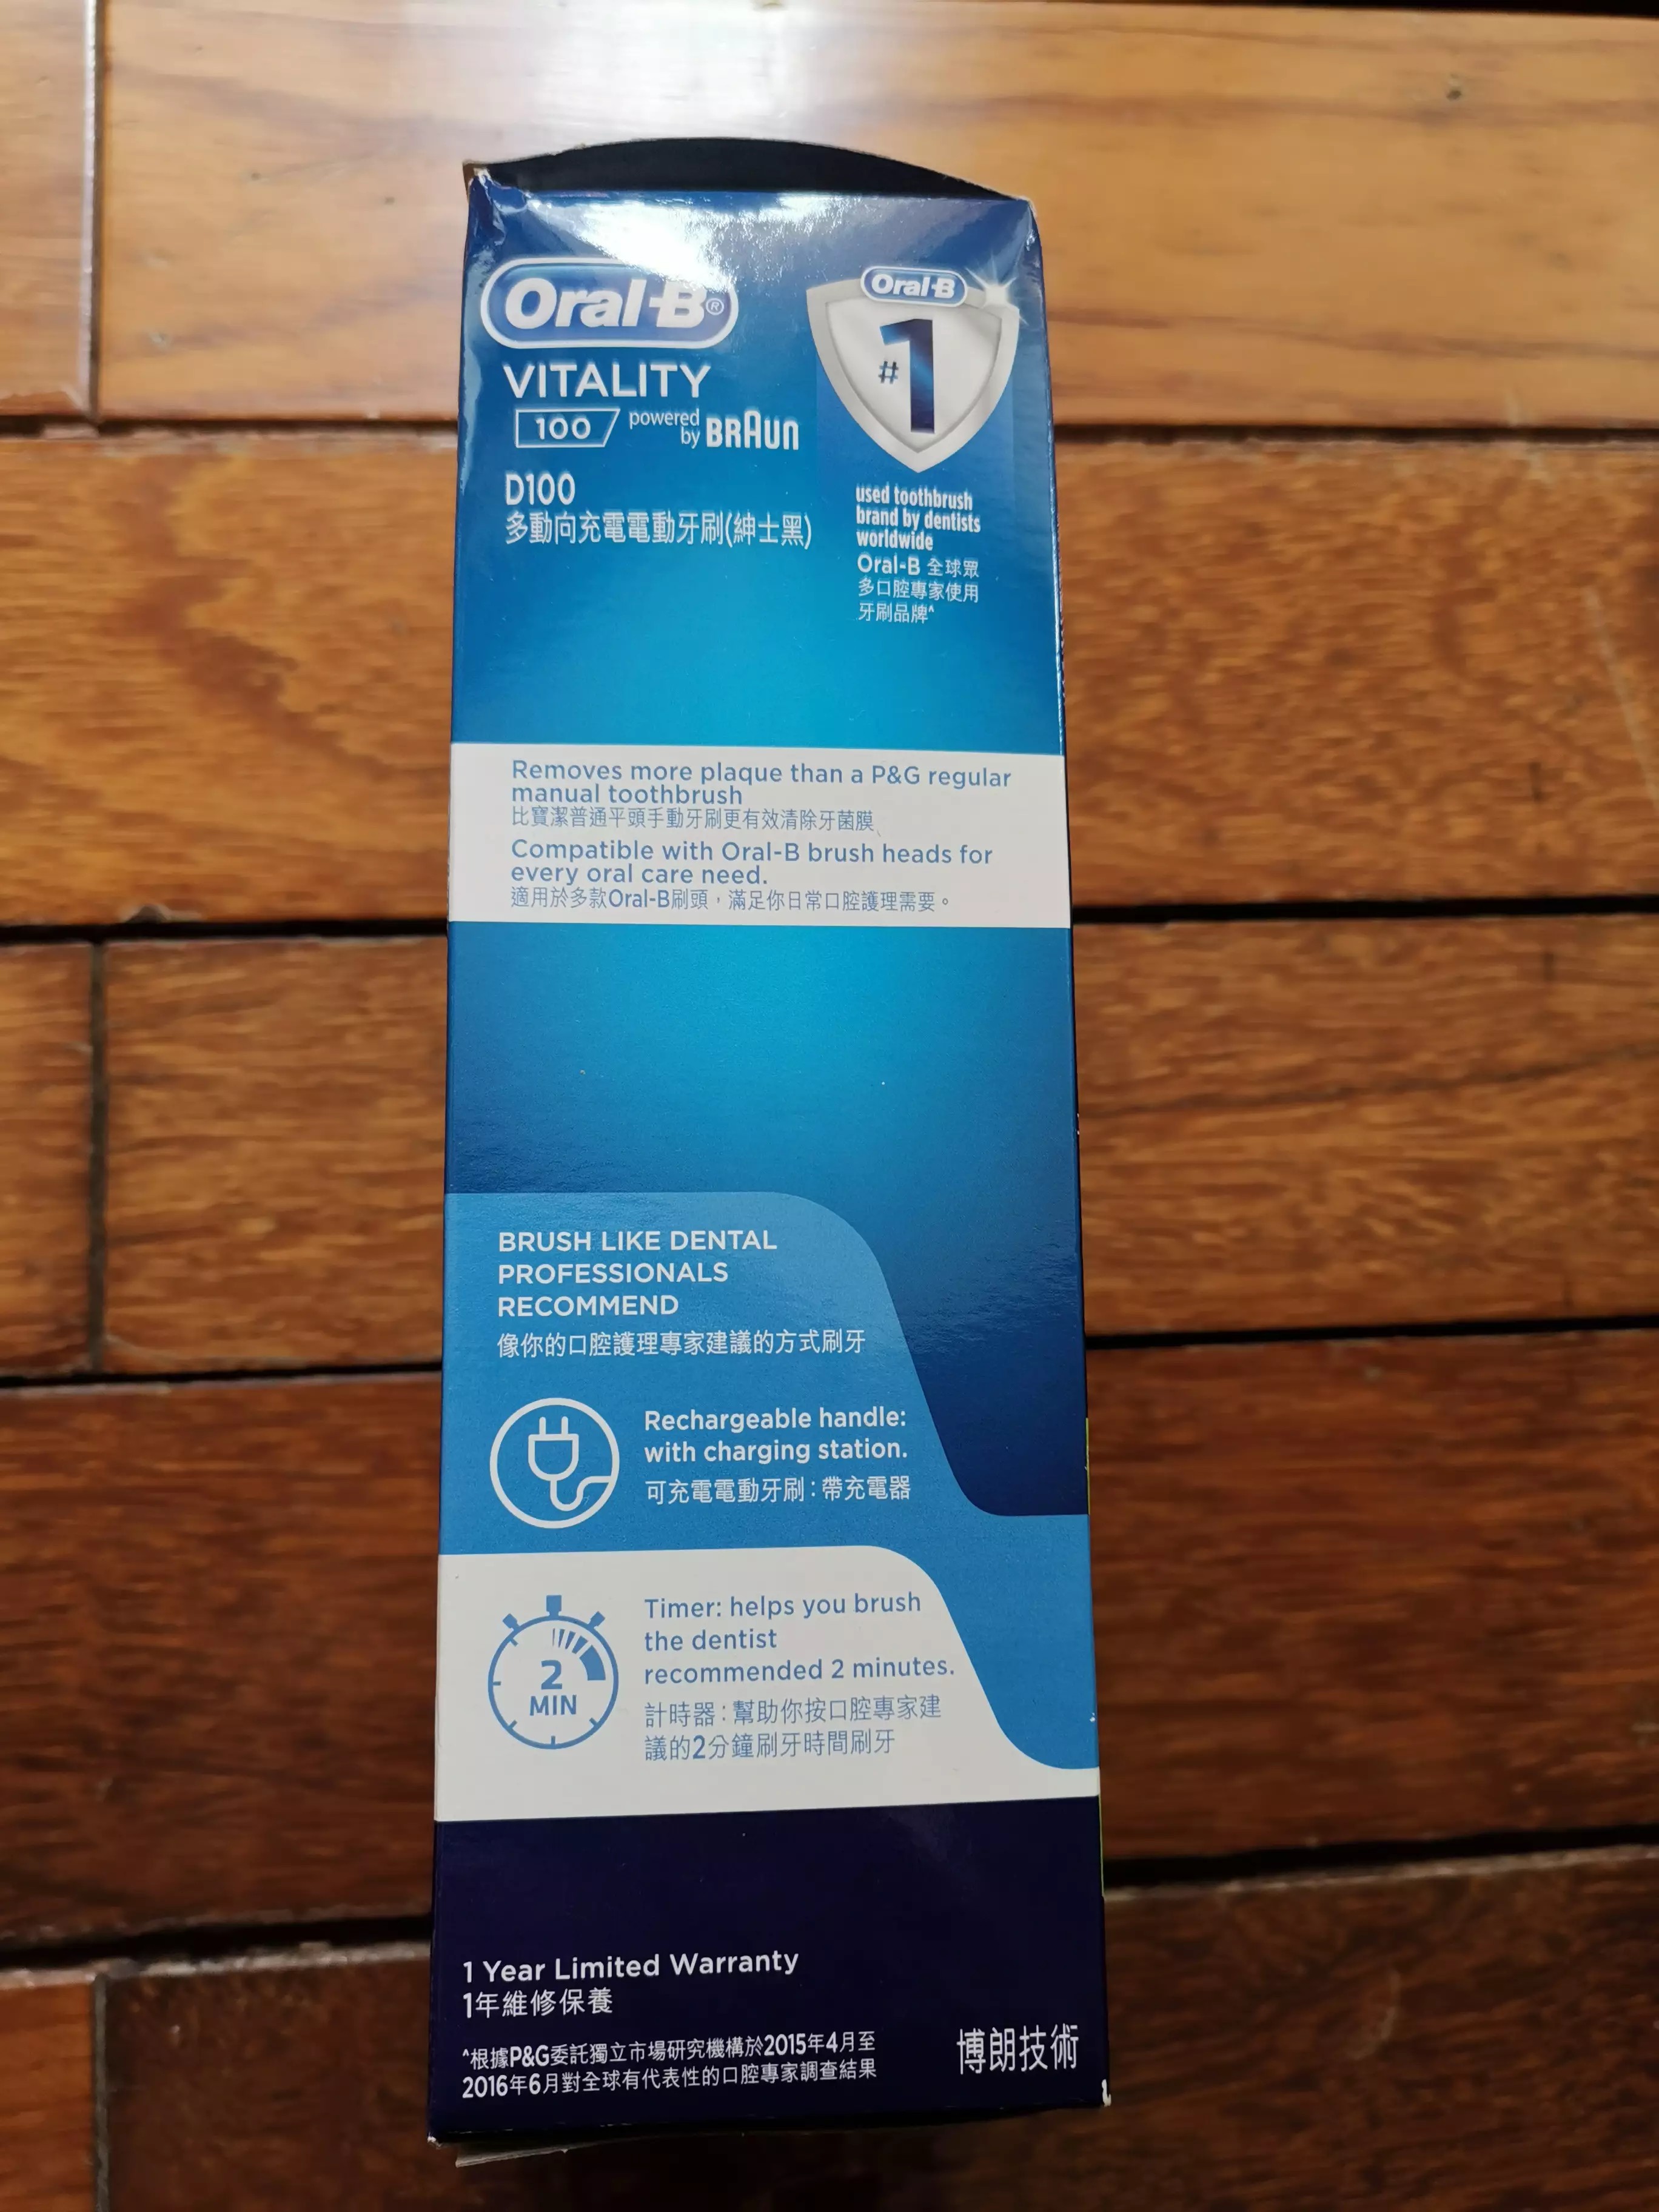 Oral-B®
VITALITY
100 powered by BRAUN
D100
多動向充電電動牙刷(紳士黑)
Oral-B
#1
used toothbrush
brand by dentists
worldwide
Oral-B 全球眾
多口腔專家使用
牙刷品牌^
Removes more plaque than a P&G regular
manual toothbrush
比寶潔普通平頭手動牙刷更有效清除牙菌膜
Compatible with Oral-B brush heads for
every oral care need.
適用於多款Oral-B刷頭，滿足你日常口腔護理需要。
BRUSH LIKE DENTAL
PROFESSIONALS
RECOMMEND
像你的口腔護理專家建議的方式刷牙
Rechargeable handle:
with charging station.
可充電電動牙刷：帶充電器
2
MIN
Timer: helps you brush
the dentist
recommended 2 minutes.
計時器：幫助你按口腔專家建
議的2分鐘刷牙時間刷牙
1 Year Limited Warranty
1年維修保養
^根據P&G委託獨立市場研究機構於2015年4月至
2016年6月對全球有代表性的口腔專家調查結果
博朗技術